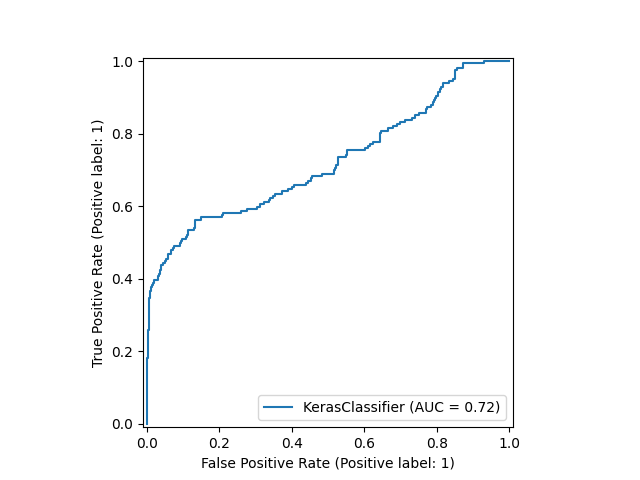 1.0
0.8
0.6
0.4
0.2
0.0
True Positive Rate (Positive label: 1)
KerasClassifier (AUC = 0.72)
0.0 0.2 0.4 0.6 0.8 1.0
False Positive Rate (Positive label: 1)